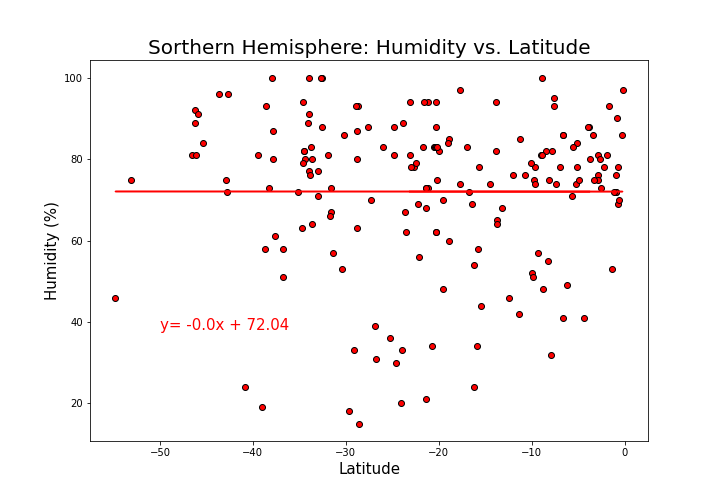 Sorthern Hemisphere: Humidity vs. Latitude
100
80
60
40
20
Humidity (%)
y= -0.0x + 72.04
−50
−40
−30
−20
−10
0
Latitude